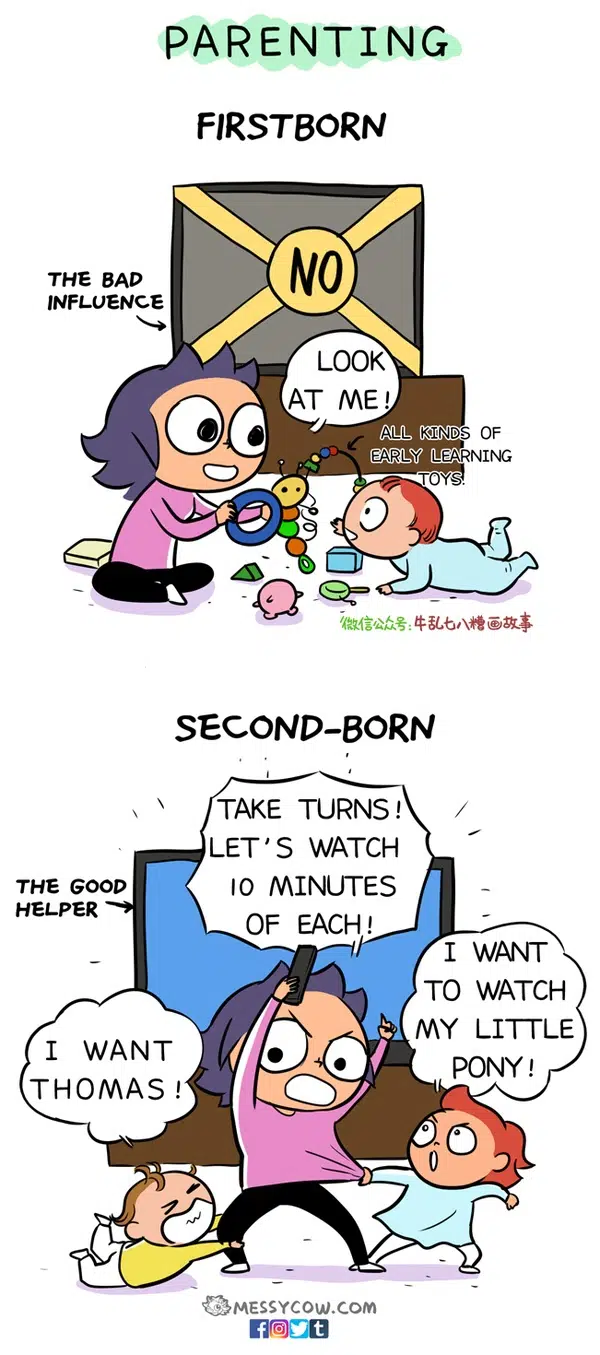 PARENTING
FIRSTBORN
NO
THE BAD
INFLUENCE
LOOK
AT ME!
ALL KINDS OF
EARLY LEARNING
TOYS.
微信公众号:牛乱七八糟画故事
SECOND-BORN
TAKE TURNS!
LET'S WATCH
10 MINUTES
OF EACH!
THE GOOD
HELPER
I WANT
TO WATCH
MY LITTLE
PONY!
I WANT
THOMAS!
MESSYCOW.COM